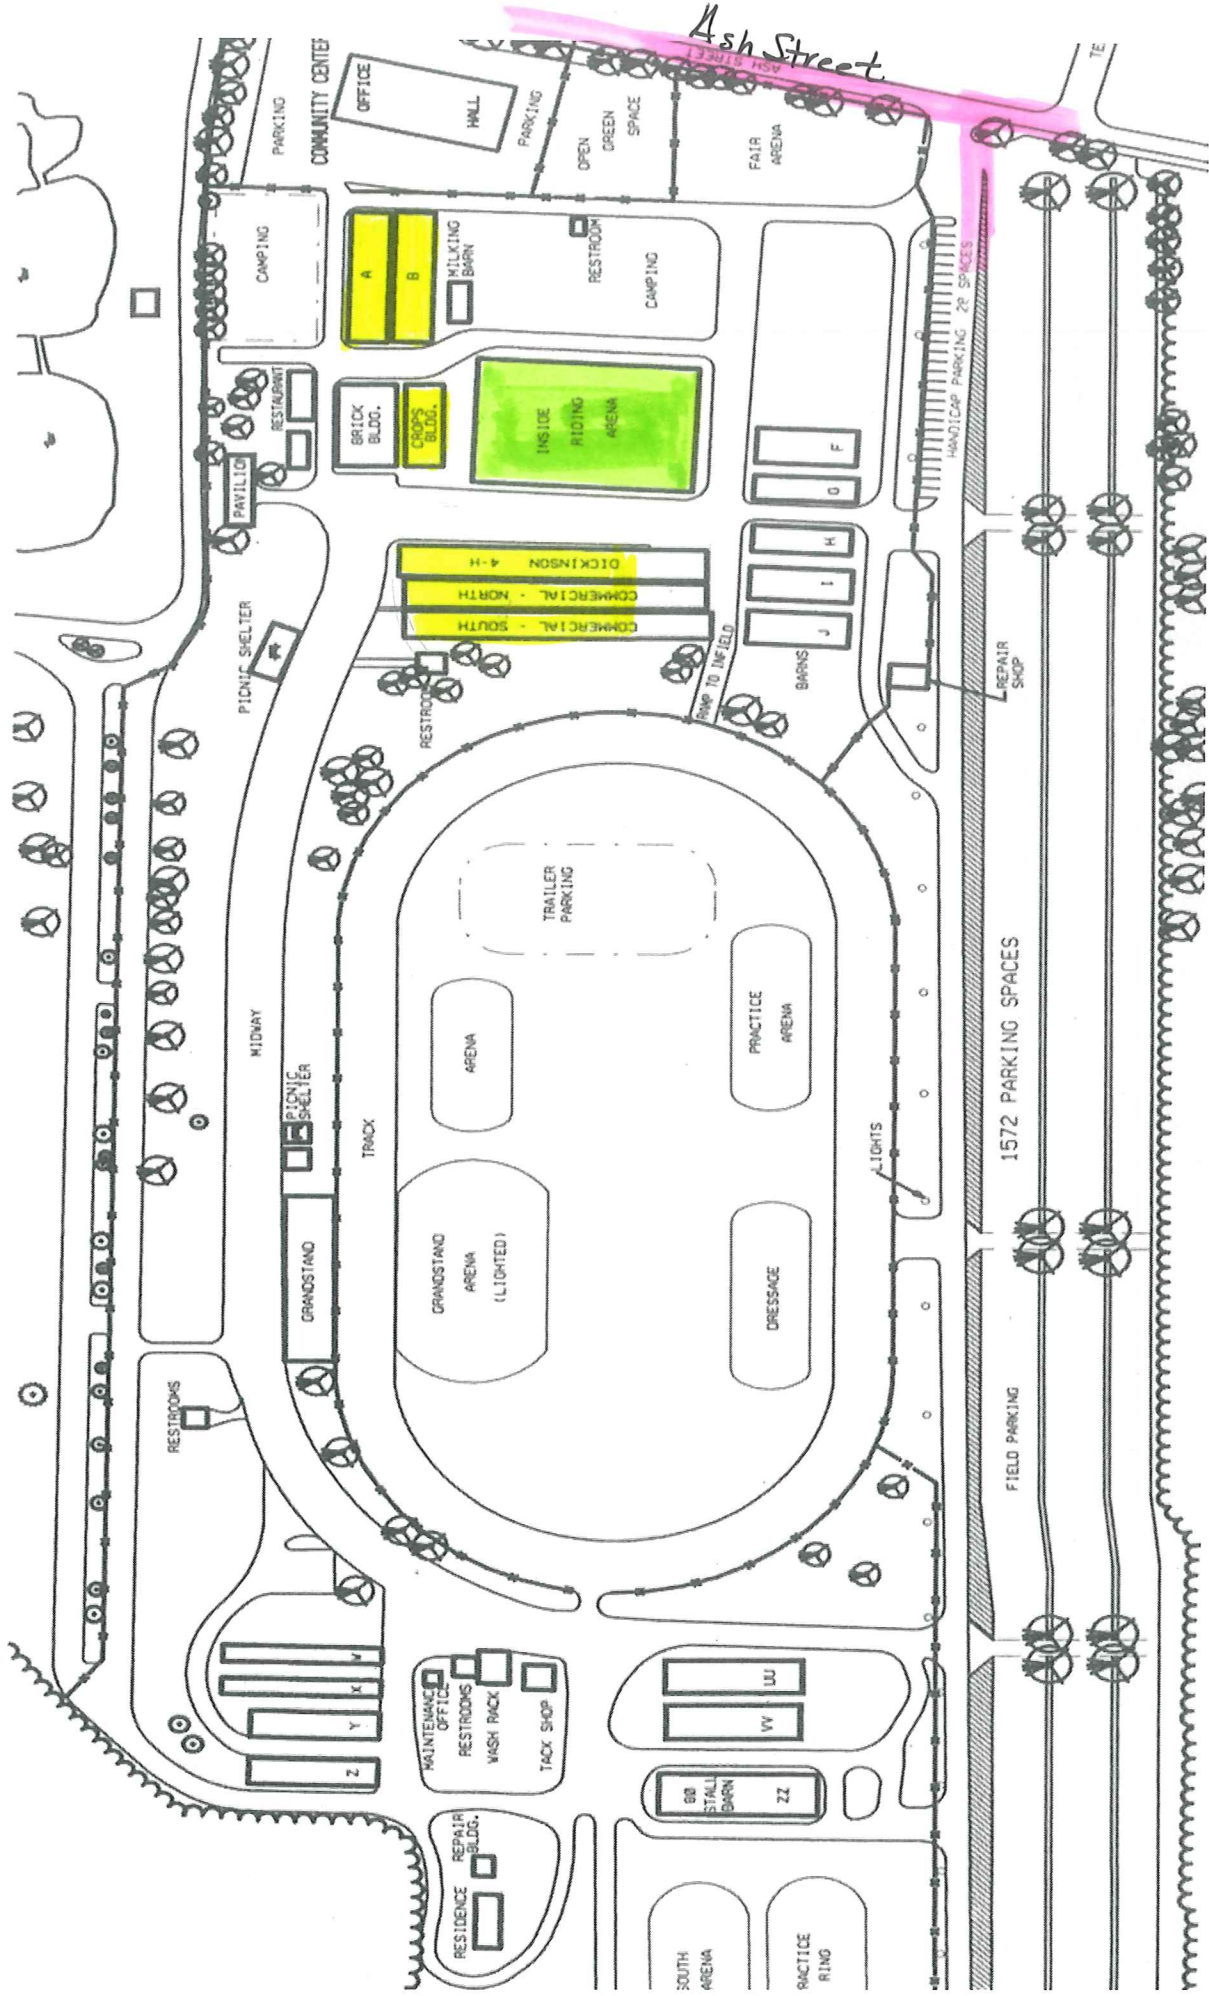 Ash Street
ASH STREET
TE
COMMUNITY CENTER
OFFICE
HALL
PARKING
PARKING
OPEN
GREEN
SPACE
FAIR
ARENA
CAMPING
A
B
MILKING
BARN
RESTROOM
CAMPING
HANDICAP PARKING 28 SPACES
RESTAURANT
BRICK
BLDG.
CROPS
BLDG.
INSIDE
RIDING
ARENA
F
G
PAVILION
DICKINSON 4-H
COMMERCIAL - NORTH
COMMERCIAL - SOUTH
H
I
J
PICNIC SHELTER
RESTROOM
RAMP TO INFIELD
BARNS
REPAIR
SHOP
TRAILER
PARKING
MIDWAY
ARENA
PRACTICE
ARENA
1572 PARKING SPACES
PICNIC
SHELTER
TRACK
LIGHTS
GRANDSTAND
GRANDSTAND
ARENA
(LIGHTED)
DRESSAGE
RESTROOMS
FIELD PARKING
W
X
Y
Z
MAINTENANCE
OFFICE
RESTROOMS
WASH RACK
TACK SHOP
UU
VV
80
STALL
BARN
ZZ
REPAIR
BLDG.
RESIDENCE
SOUTH
ARENA
RACTICE
RING